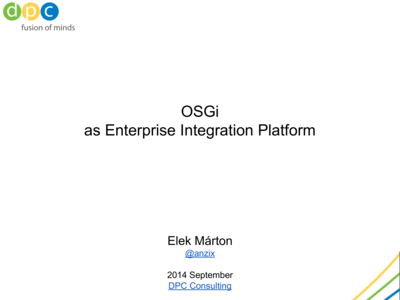 dpc
fusion of minds
OSGi
as Enterprise Integration Platform
Elek Márton
@anzix
2014 September
DPC Consulting